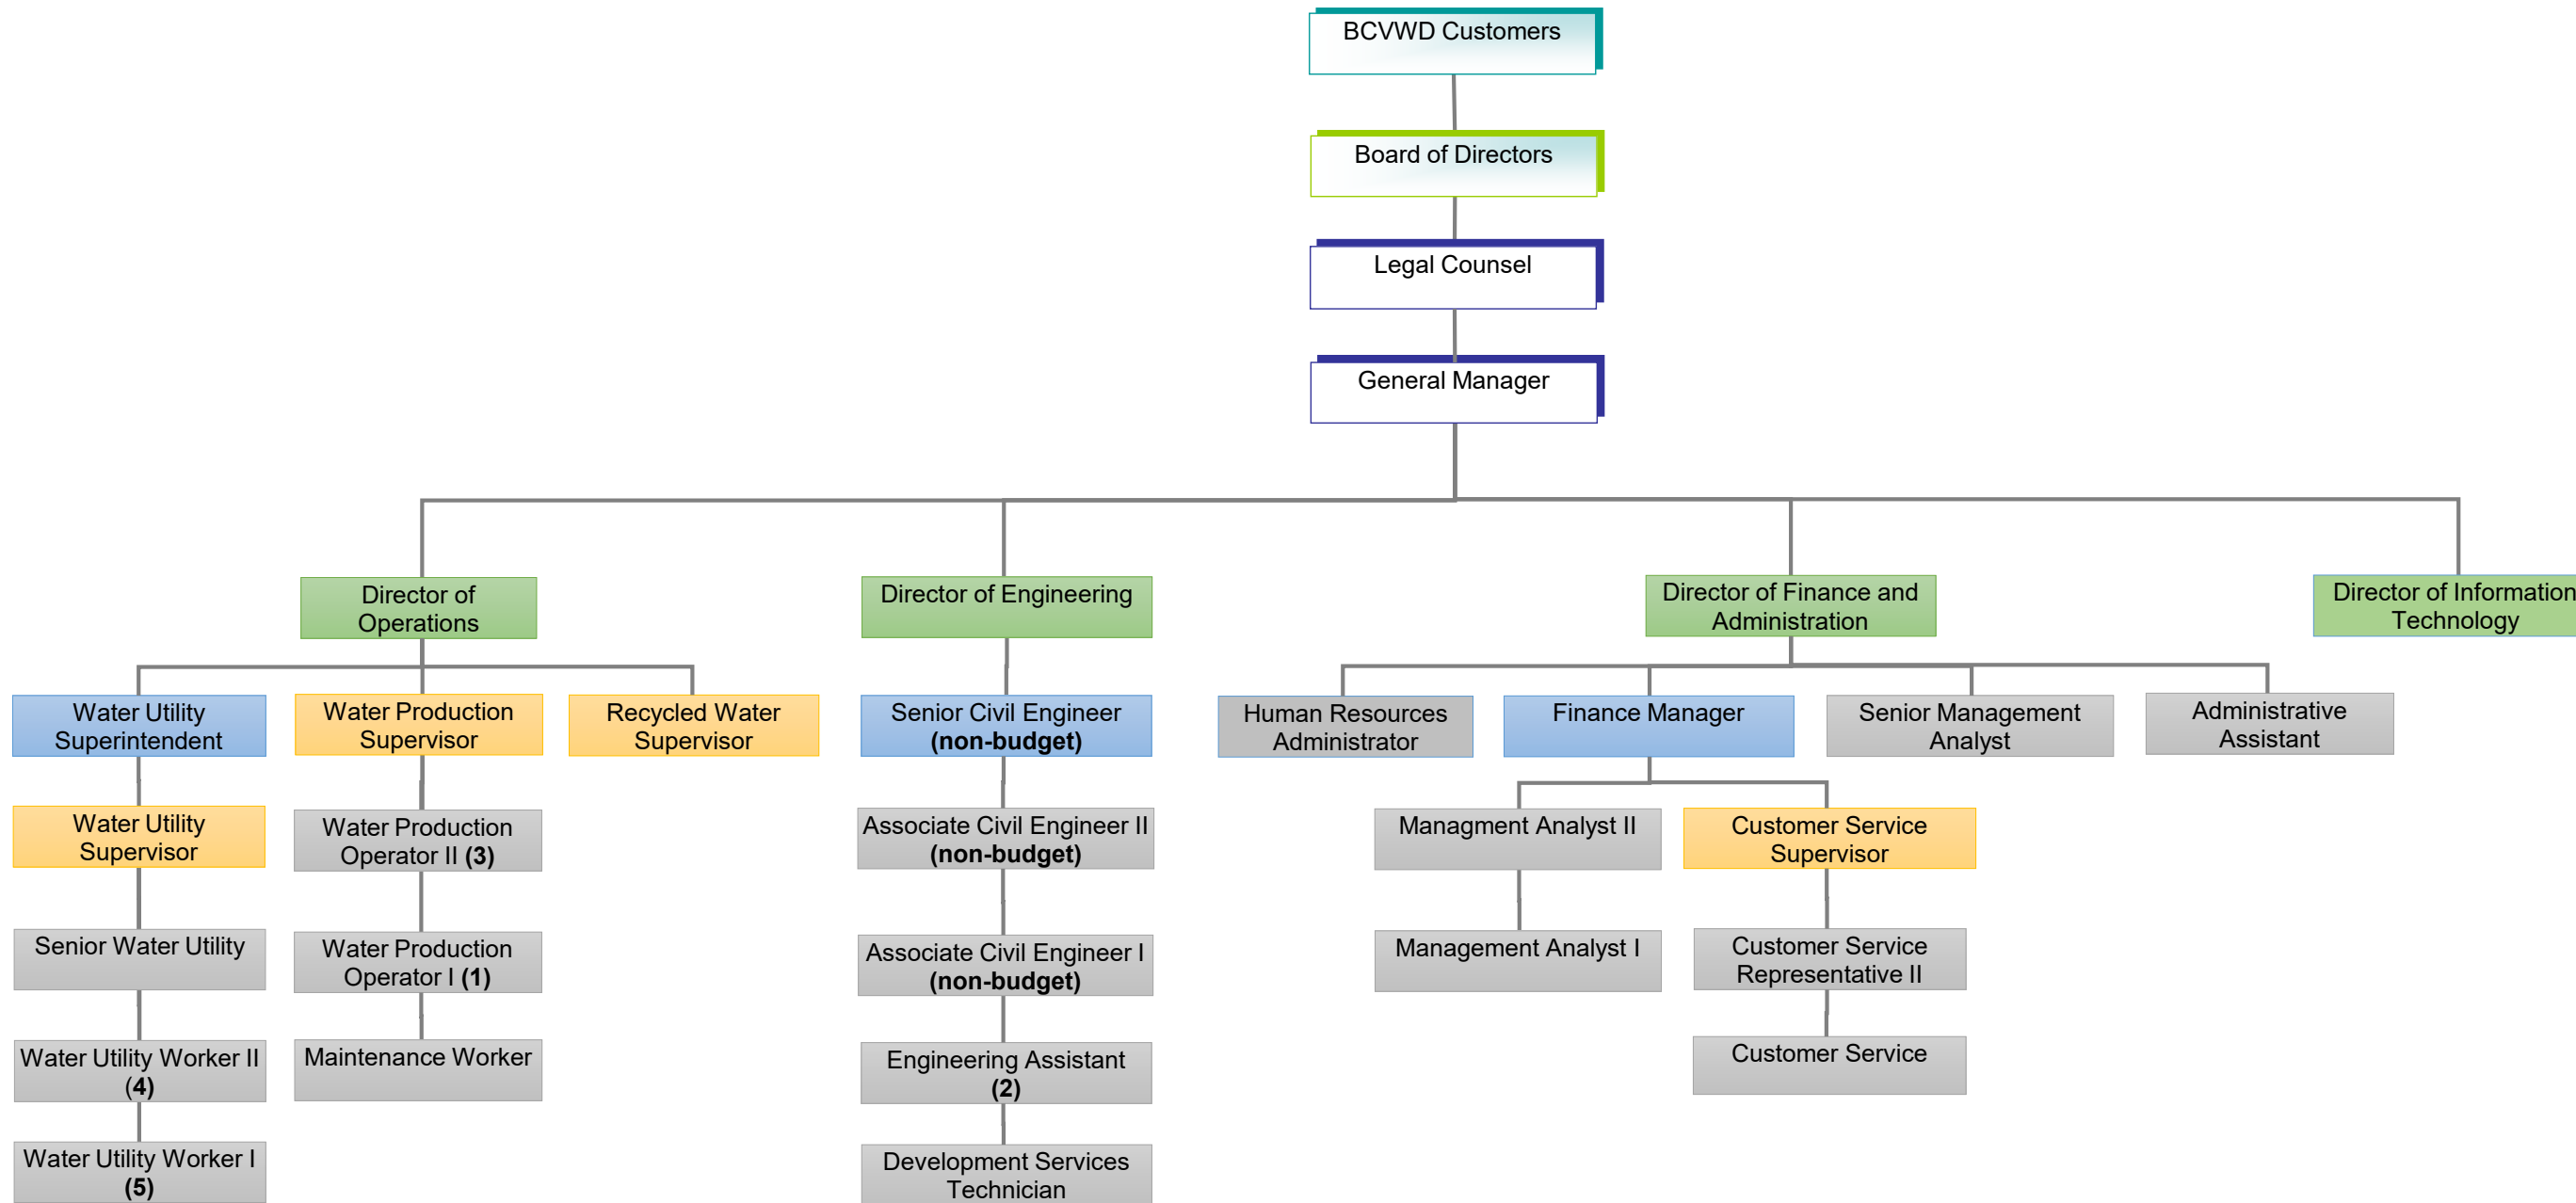 BCVWD Customers
Board of Directors
Legal Counsel
General Manager
Director of
Operations
Director of Engineering
Director of Finance and
Administration
Director of Information
Technology
Water Utility
Superintendent
Water Production
Supervisor
Recycled Water
Supervisor
Senior Civil Engineer
(non-budget)
Human Resources
Administrator
Finance Manager
Senior Management
Analyst
Administrative
Assistant
Water Utility
Supervisor
Water Production
Operator II (3)
Associate Civil Engineer II
(non-budget)
Managment Analyst II
Customer Service
Supervisor
Senior Water Utility
Water Production
Operator I (1)
Associate Civil Engineer I
(non-budget)
Management Analyst I
Customer Service
Representative II
Water Utility Worker II
(4)
Maintenance Worker
Engineering Assistant
(2)
Customer Service
Water Utility Worker I
(5)
Development Services
Technician